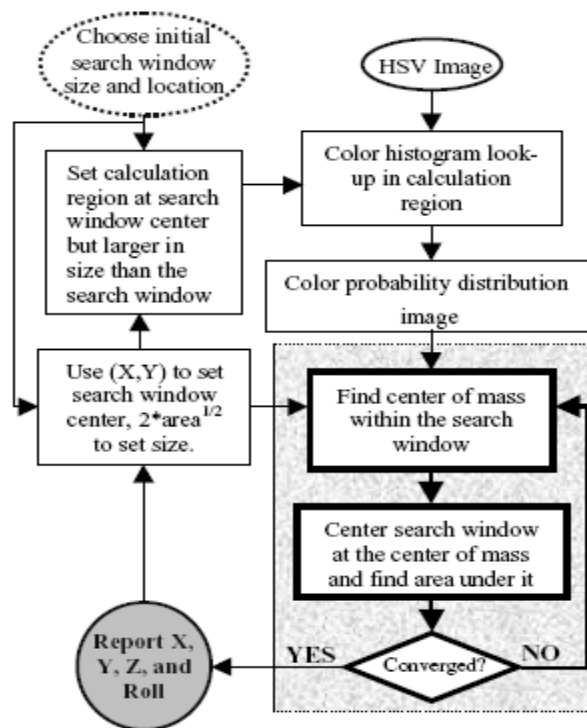 Choose initial
search window
size and location
HSV Image
Set calculation
region at search
window center
but larger in
size than the
search window
Color histogram look-
up in calculation
region
Color probability distribution
image
Use (X,Y) to set
search window
center, 2*area^1/2
to set size.
Find center of mass
within the search
window
Center search window
at the center of mass
and find area under it
Report X,
Y, Z, and
Roll
YES
Converged?
NO